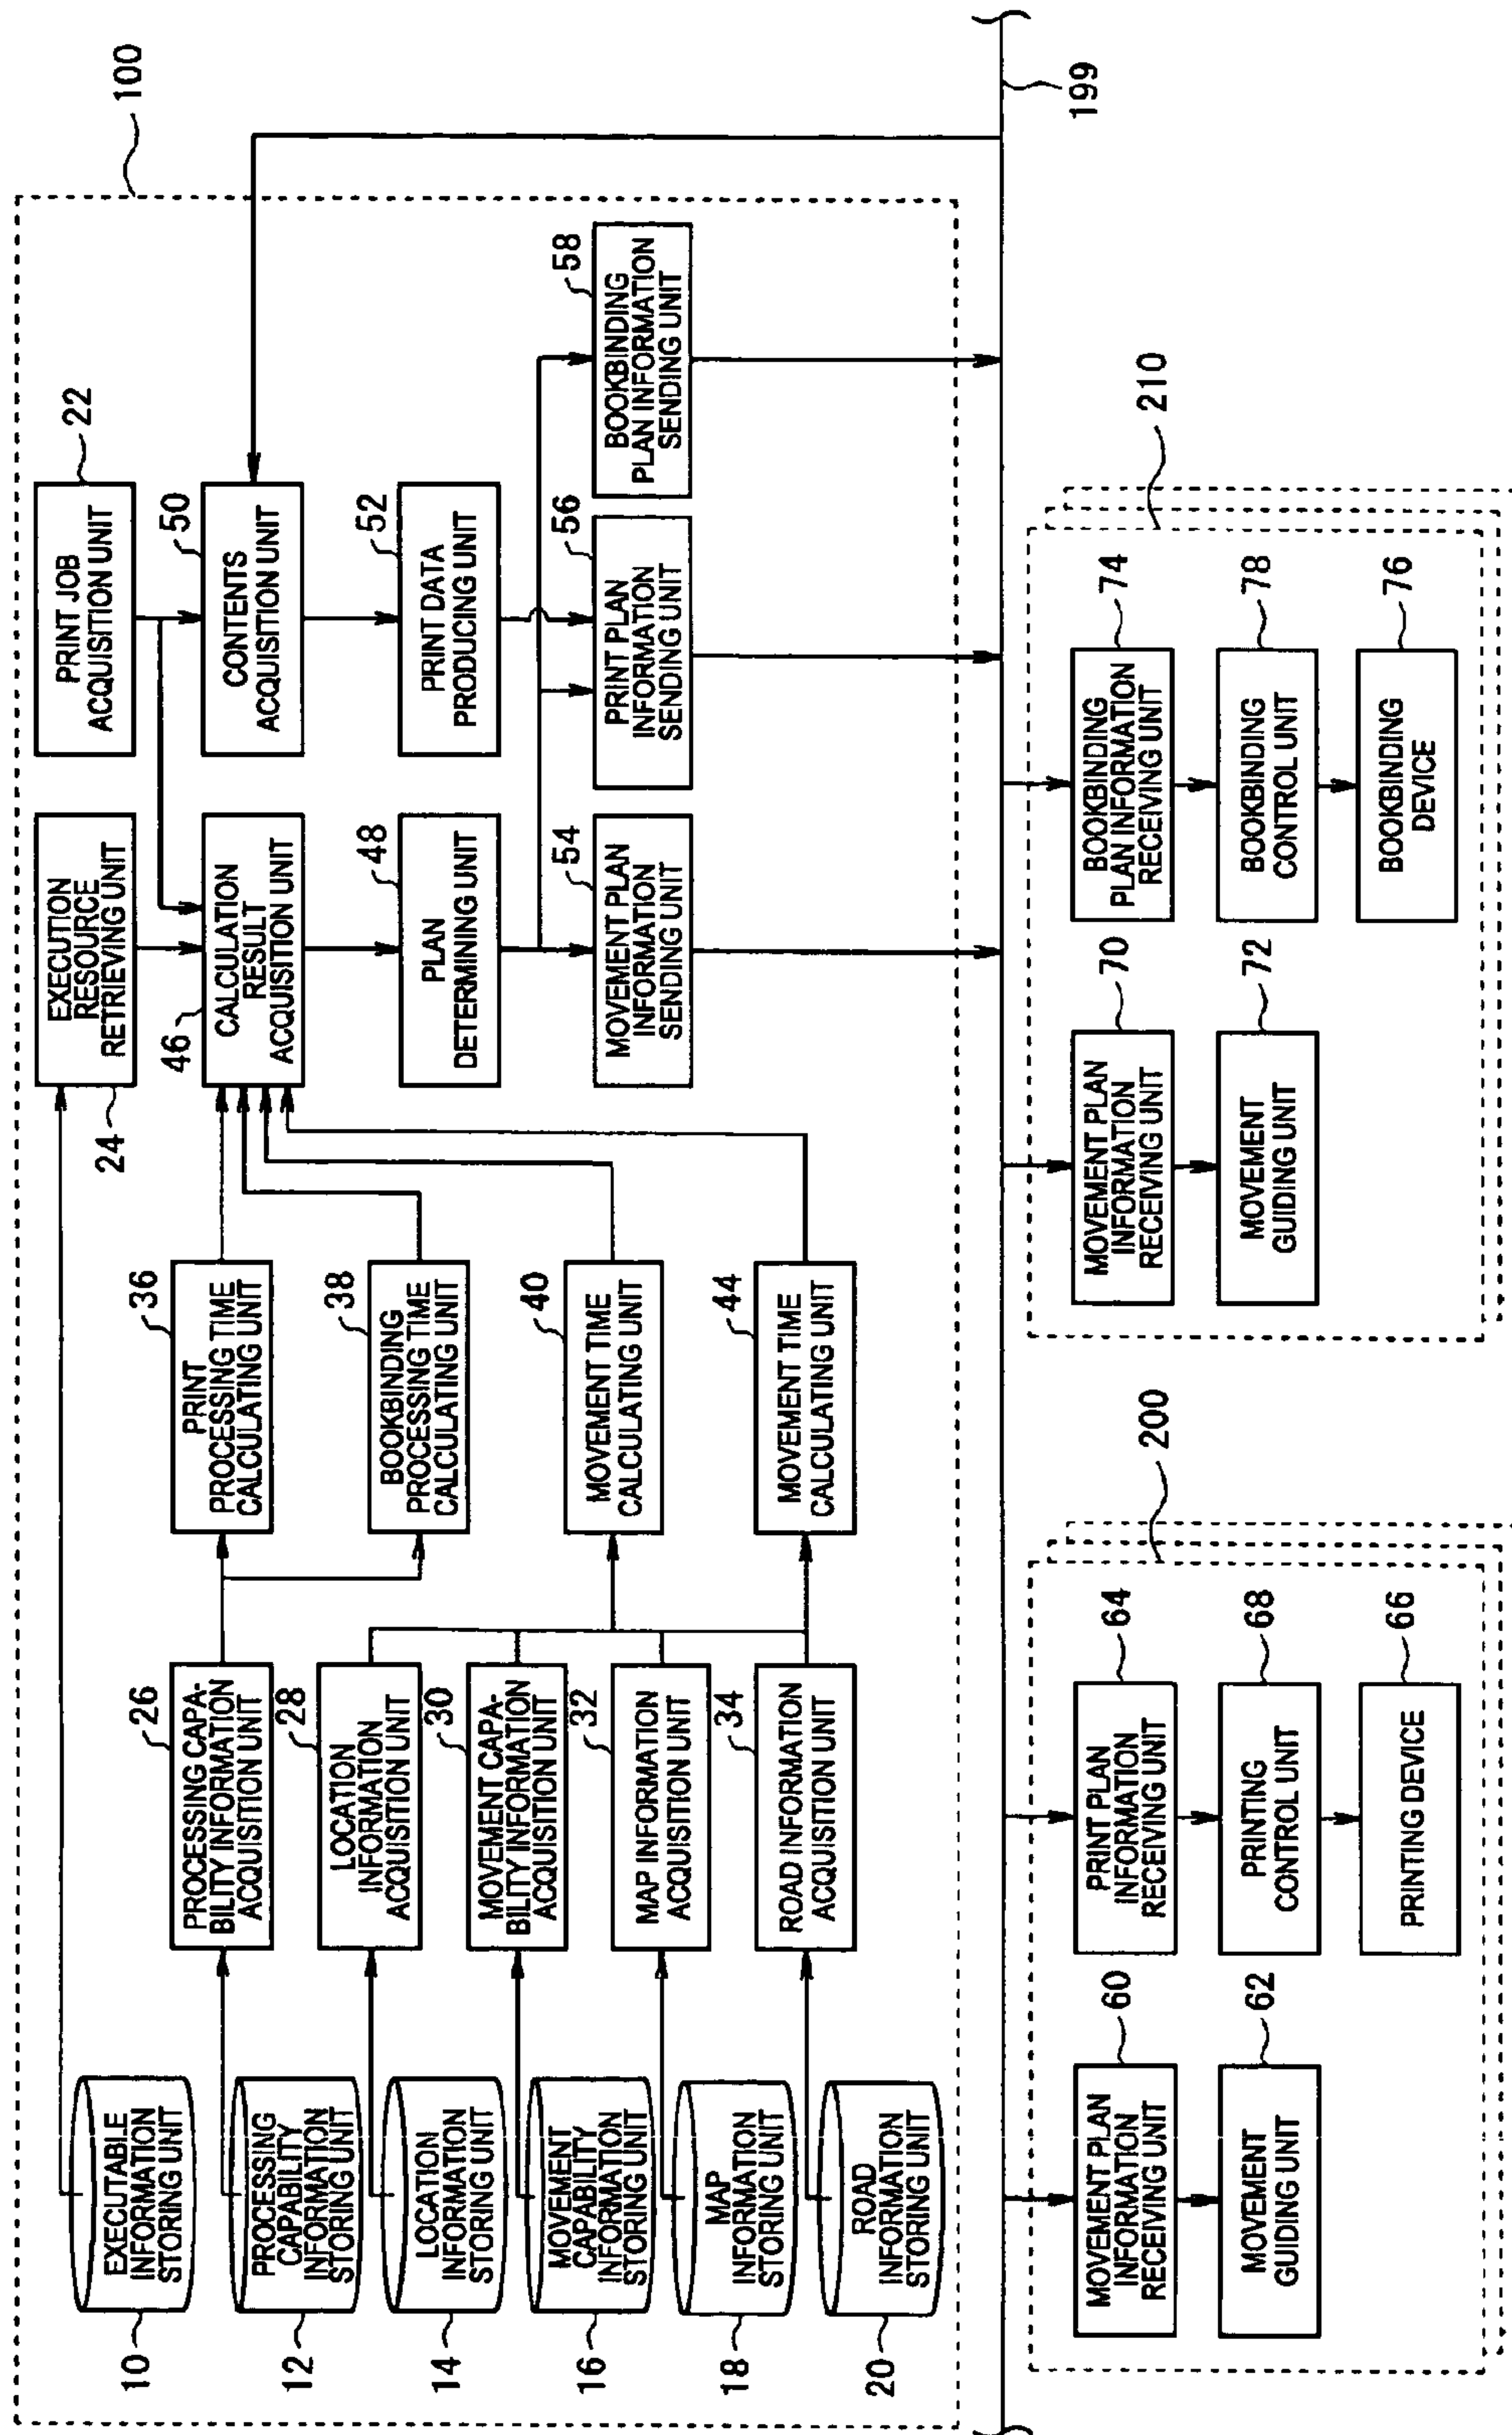 100
EXECUTABLE
INFORMATION
STORING UNIT
10
PROCESSING
CAPABILITY
INFORMATION
STORING UNIT
12
LOCATION
INFORMATION
STORING UNIT
14
MOVEMENT
CAPABILITY
INFORMATION
STORING UNIT
16
MAP
INFORMATION
STORING UNIT
18
ROAD
INFORMATION
STORING UNIT
20
26
PROCESSING CAPA-
BILITY INFORMATION
ACQUISITION UNIT
28
LOCATION
INFORMATION
ACQUISITION UNIT
30
MOVEMENT CAPA-
BILITY INFORMATION
ACQUISITION UNIT
32
MAP INFORMATION
ACQUISITION UNIT
34
ROAD INFORMATION
ACQUISITION UNIT
36
PRINT
PROCESSING TIME
CALCULATING UNIT
38
BOOKBINDING
PROCESSING TIME
CALCULATING UNIT
40
MOVEMENT TIME
CALCULATING UNIT
44
MOVEMENT TIME
CALCULATING UNIT
EXECUTION
RESOURCE
RETRIEVING UNIT
24
46
CALCULATION
RESULT
ACQUISITION UNIT
48
PLAN
DETERMINING UNIT
54
MOVEMENT PLAN
INFORMATION
SENDING UNIT
22
PRINT JOB
ACQUISITION UNIT
50
CONTENTS
ACQUISITION UNIT
52
PRINT DATA
PRODUCING UNIT
56
PRINT PLAN
INFORMATION
SENDING UNIT
58
BOOKBINDING
PLAN INFORMATION
SENDING UNIT
199
200
60
MOVEMENT PLAN
INFORMATION
RECEIVING UNIT
62
MOVEMENT
GUIDING UNIT
64
PRINT PLAN
INFORMATION
RECEIVING UNIT
68
PRINTING
CONTROL UNIT
66
PRINTING DEVICE
210
70
MOVEMENT PLAN
INFORMATION
RECEIVING UNIT
72
MOVEMENT
GUIDING UNIT
74
BOOKBINDING
PLAN INFORMATION
RECEIVING UNIT
78
BOOKBINDING
CONTROL UNIT
76
BOOKBINDING
DEVICE